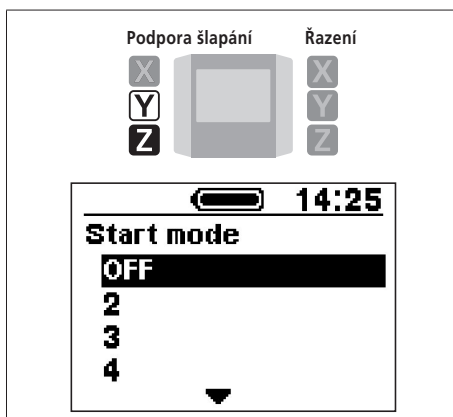 Podpora šlapání Řazení
X X
Y Y
Z Z
14:25
Start mode
OFF
2
3
4